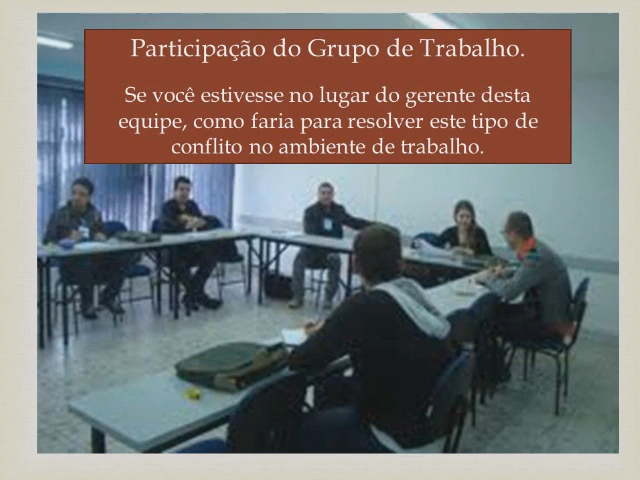 Participação do Grupo de Trabalho.
Se você estivesse no lugar do gerente desta
equipe, como faria para resolver este tipo de
conflito no ambiente de trabalho.